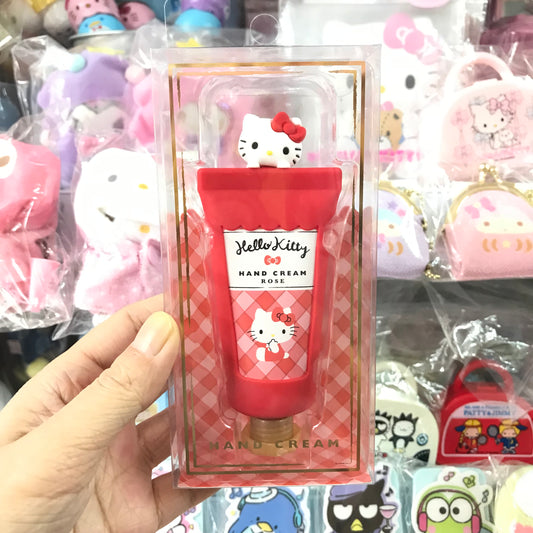 Hello Kitty
HAND CREAM
ROSE
HAND CREAM
PATTY & JIMMY